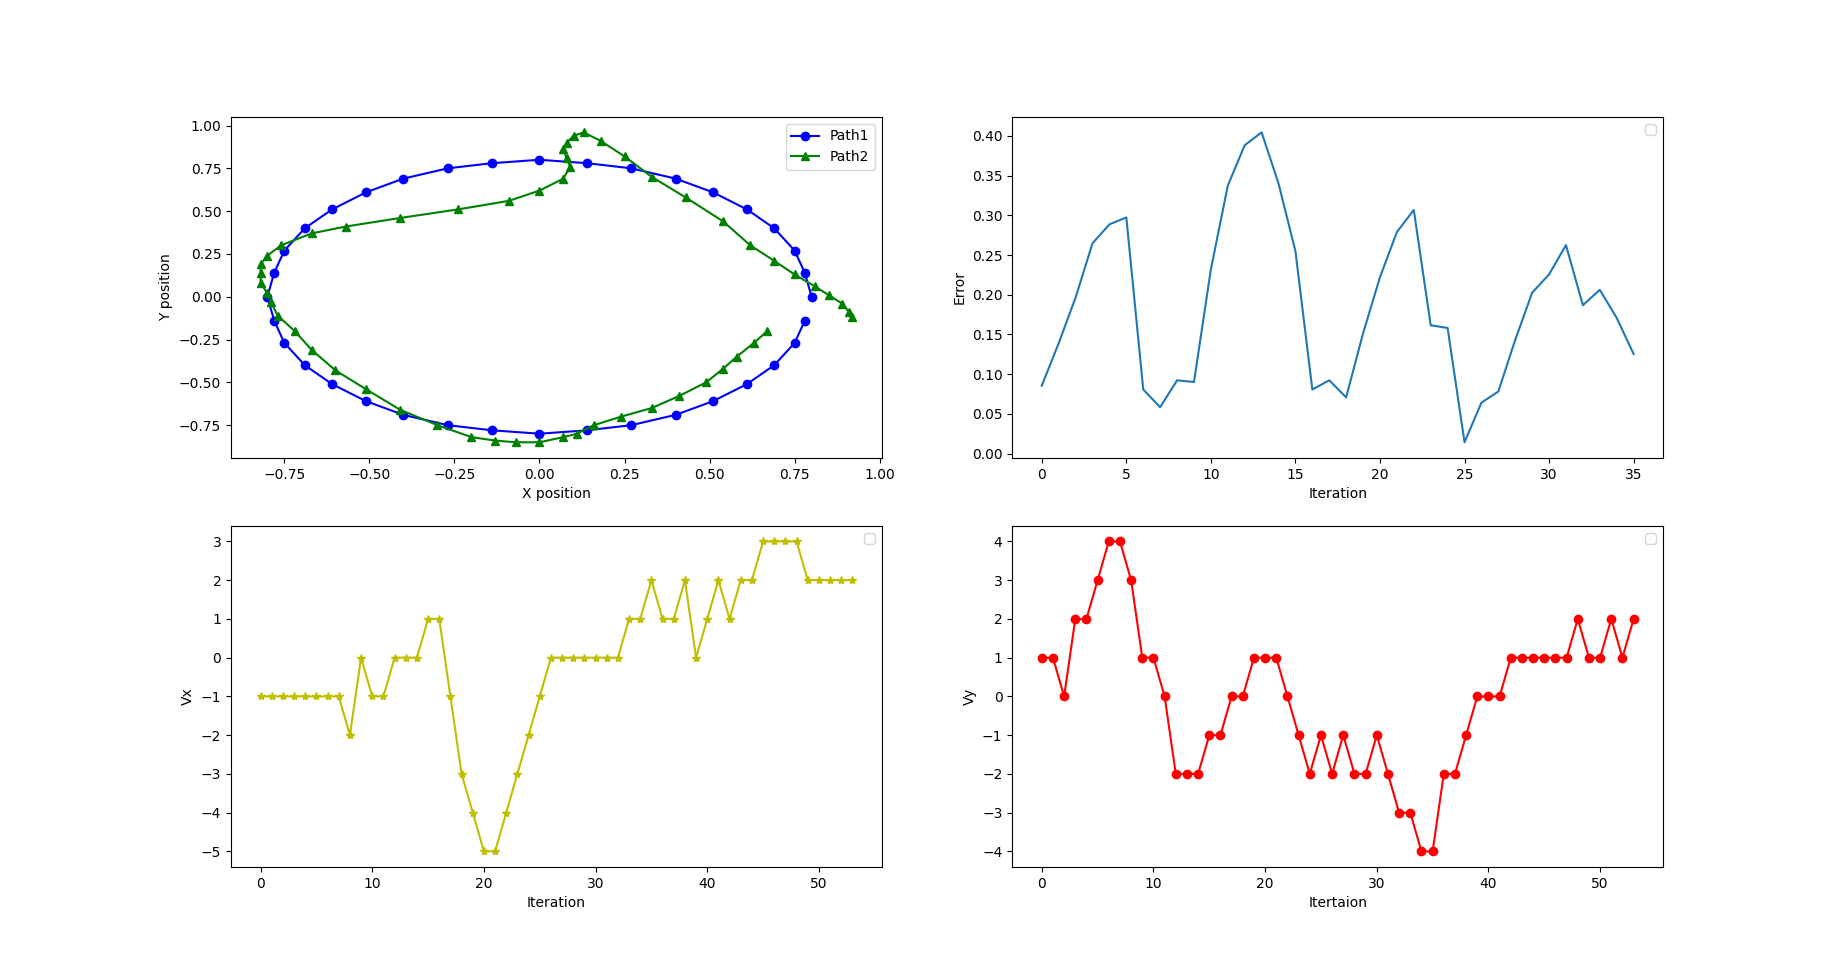 1.00
0.75
0.50
0.25
0.00
−0.25
−0.50
−0.75
Y position
−0.75 −0.50 −0.25 0.00 0.25 0.50 0.75 1.00
X position
Path1
Path2
0.40
0.35
0.30
0.25
0.20
0.15
0.10
0.05
0.00
Error
0 5 10 15 20 25 30 35
Iteration
3
2
1
0
−1
−2
−3
−4
−5
Vx
0 10 20 30 40 50
Iteration
4
3
2
1
0
−1
−2
−3
−4
Vy
0 10 20 30 40 50
Itertaion